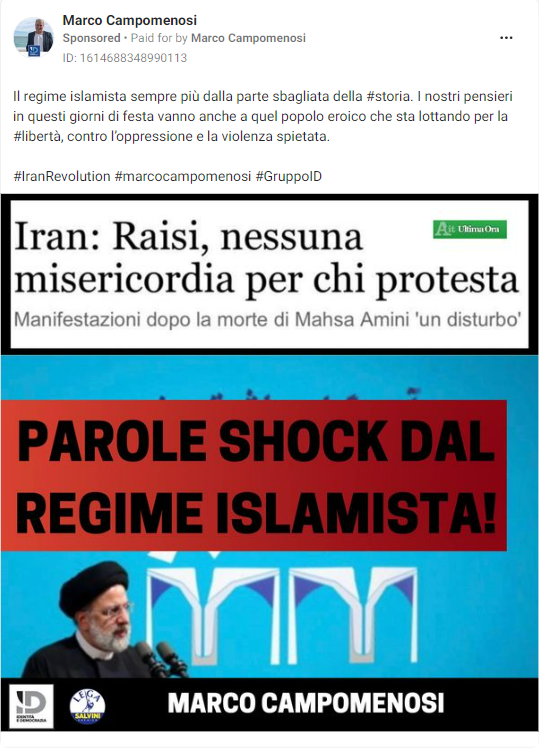 Marco Campomenosi
Sponsored • Paid for by Marco Campomenosi
ID: 1614688348990113
Il regime islamista sempre più dalla parte sbagliata della #storia. I nostri pensieri
in questi giorni di festa vanno anche a quel popolo eroico che sta lottando per la
#libertà, contro l'oppressione e la violenza spietata.
#IranRevolution #marcocampomenosi #GruppoID
Iran: Raisi, nessuna
Ultima Ora
misericordia per chi protesta
Manifestazioni dopo la morte di Mahsa Amini 'un disturbo'
PAROLE SHOCK DAL
REGIME ISLAMISTA!
ID
IDENTITÀ
E DEMOCRAZIA
LEGA
SALVINI
MARCO CAMPOMENOSI